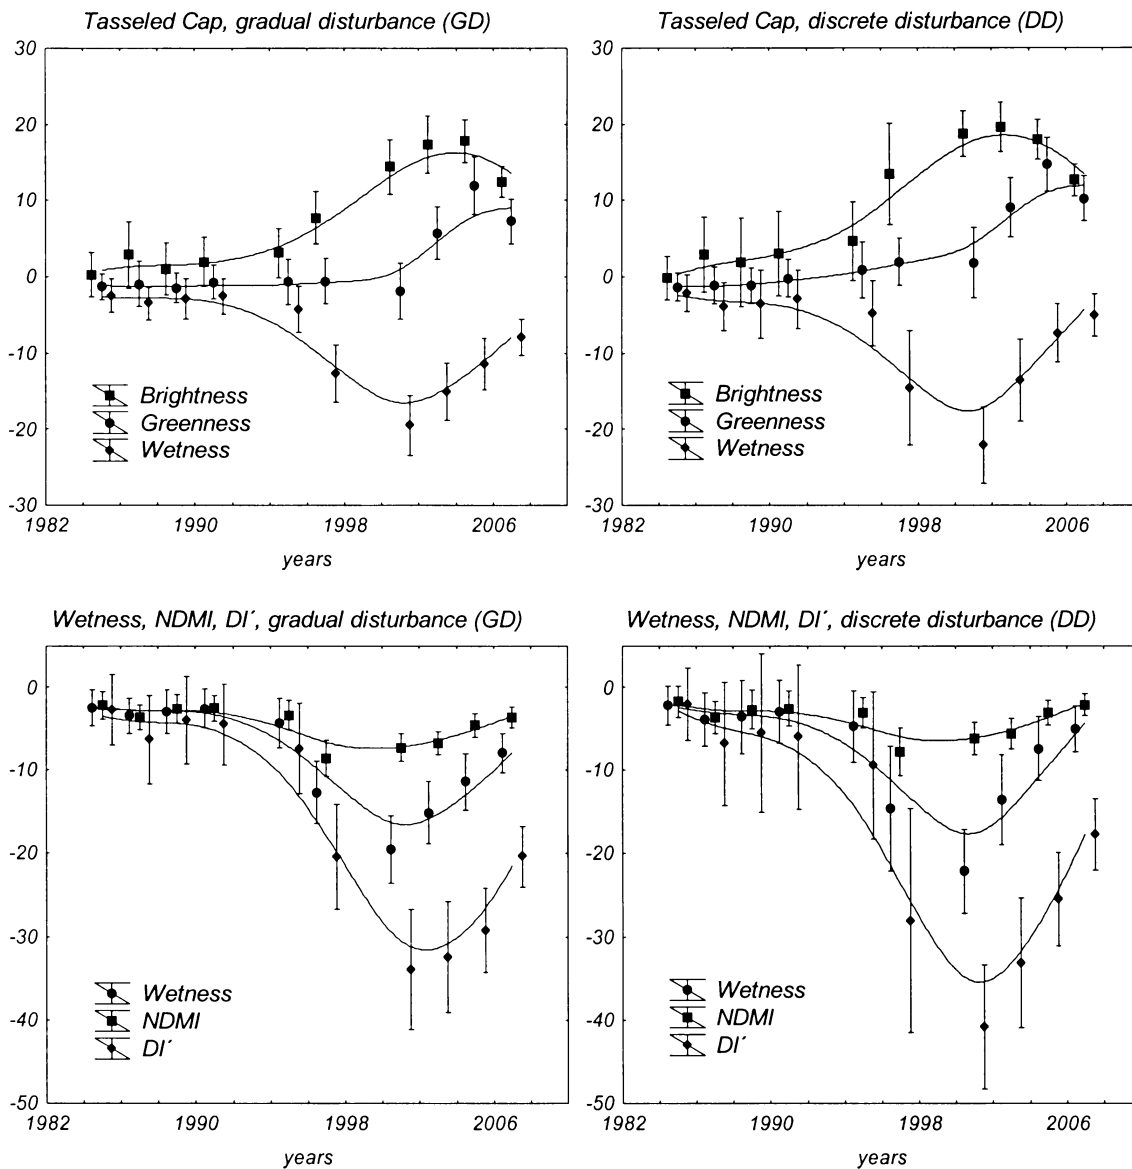 Tasseled Cap, gradual disturbance (GD)
30
20
10
0
-10
-20
-30
Brightness
Greenness
Wetness
1982
1990
1998
2006
years
Tasseled Cap, discrete disturbance (DD)
30
20
10
0
-10
-20
-30
Brightness
Greenness
Wetness
1982
1990
1998
2006
years
Wetness, NDMI, DI´, gradual disturbance (GD)
0
-10
-20
-30
-40
-50
Wetness
NDMI
DI´
1982
1990
1998
2006
years
Wetness, NDMI, DI´, discrete disturbance (DD)
0
-10
-20
-30
-40
-50
Wetness
NDMI
DI´
1982
1990
1998
2006
years